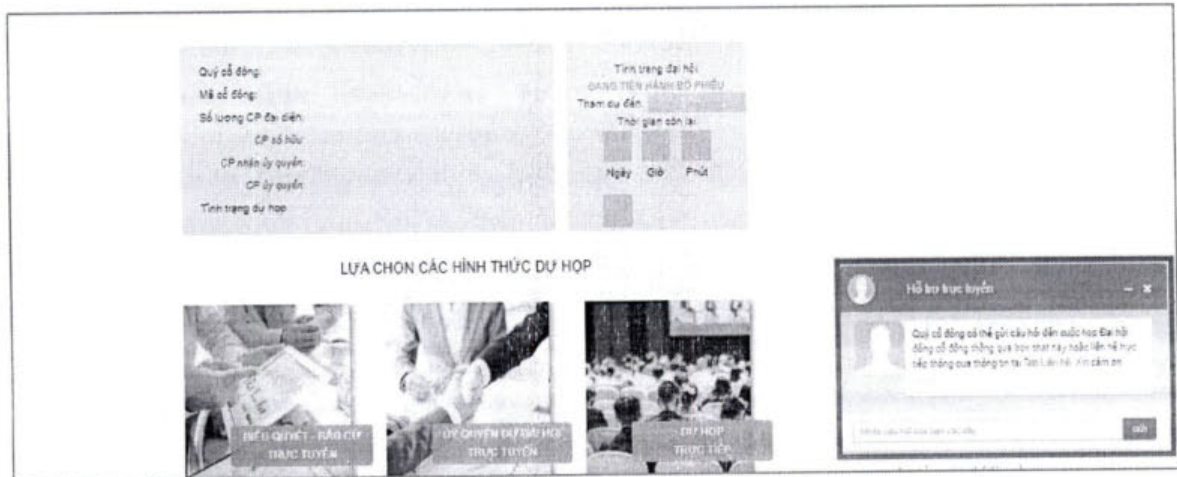 Quý cổ đông:
Mã cổ đông:
Số lượng CP đại diện:
CP sở hữu:
CP nhận ủy quyền:
CP ủy quyền:
Tình trạng dự họp:
Tình trạng đại hội:
ĐANG TIẾN HÀNH BỎ PHIẾU
Tham dự đến:
Thời gian còn lại
Ngày Giờ Phút
LỰA CHỌN CÁC HÌNH THỨC DỰ HỌP
BIỂU QUYẾT - BẦU CỬ
TRỰC TUYẾN
ỦY QUYỀN DỰ ĐẠI HỘI
TRỰC TUYẾN
DỰ HỌP
TRỰC TIẾP
Hỗ trợ trực tuyến
Quý cổ đông có thể gửi câu hỏi đến cuộc họp Đại hội
đồng cổ đông thông qua box chat này hoặc liên hệ trực
tiếp thông qua thông tin tại Tab Liên hệ. Xin cảm ơn
Gửi